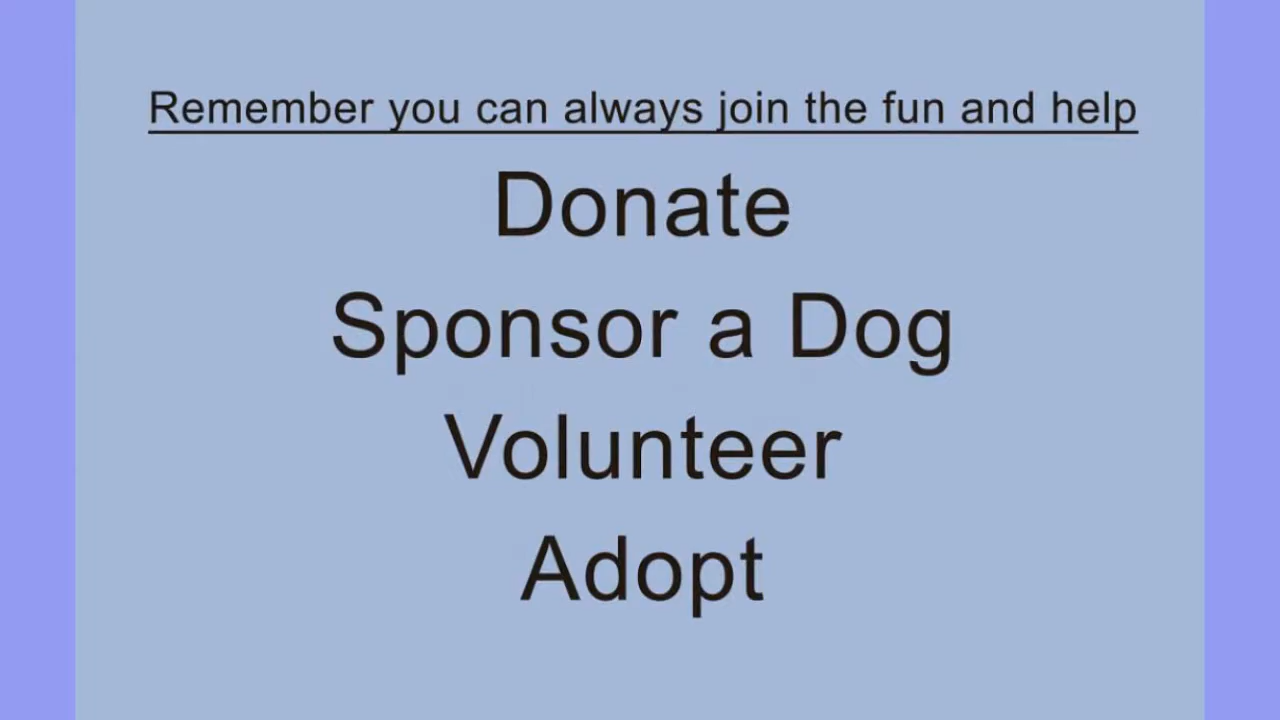 Remember you can always join the fun and help
Donate
Sponsor a Dog
Volunteer
Adopt